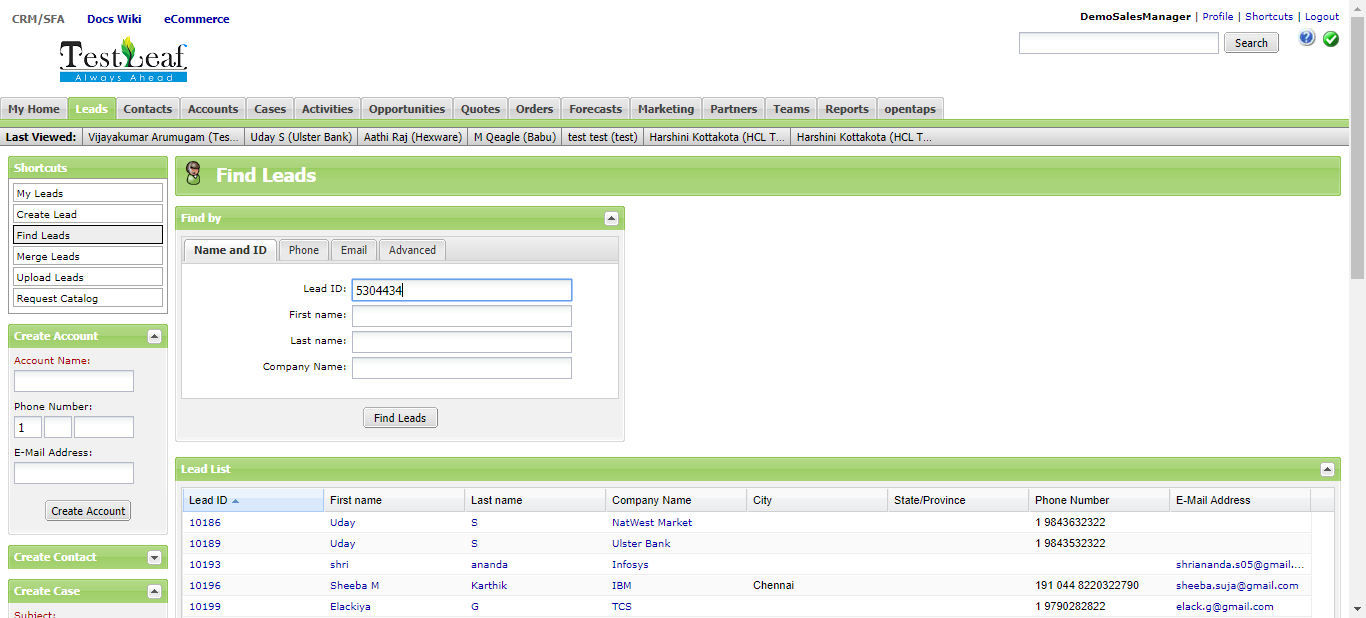 CRM/SFA Docs Wiki eCommerce
DemoSalesManager | Profile | Shortcuts | Logout
TestLeaf
Always Ahead
Search
?
My Home Leads Contacts Accounts Cases Activities Opportunities Quotes Orders Forecasts Marketing Partners Teams Reports opentaps
Last Viewed: Vijayakumar Arumugam (Tes... Uday S (Ulster Bank) Aathi Raj (Hexware) M Qeagle (Babu) test test (test) Harshini Kottakota (HCL T... Harshini Kottakota (HCL T...
Shortcuts
My Leads
Create Lead
Find Leads
Merge Leads
Upload Leads
Request Catalog
Create Account
Account Name:
Phone Number:
1
E-Mail Address:
Create Account
Create Contact
Create Case
Subject:
Find Leads
Find by
Name and ID Phone Email Advanced
Lead ID: 5304434
First name:
Last name:
Company Name:
Find Leads
Lead List
Lead ID First name Last name Company Name City State/Province Phone Number E-Mail Address
10186 Uday S NatWest Market 1 9843632322
10189 Uday S Ulster Bank 1 9843532322
10193 shri ananda Infosys shriananda.s05@gmail....
10196 Sheeba M Karthik IBM Chennai 191 044 8220322790 sheeba.suja@gmail.com
10199 Elackiya G TCS 1 9790282822 elack.g@gmail.com